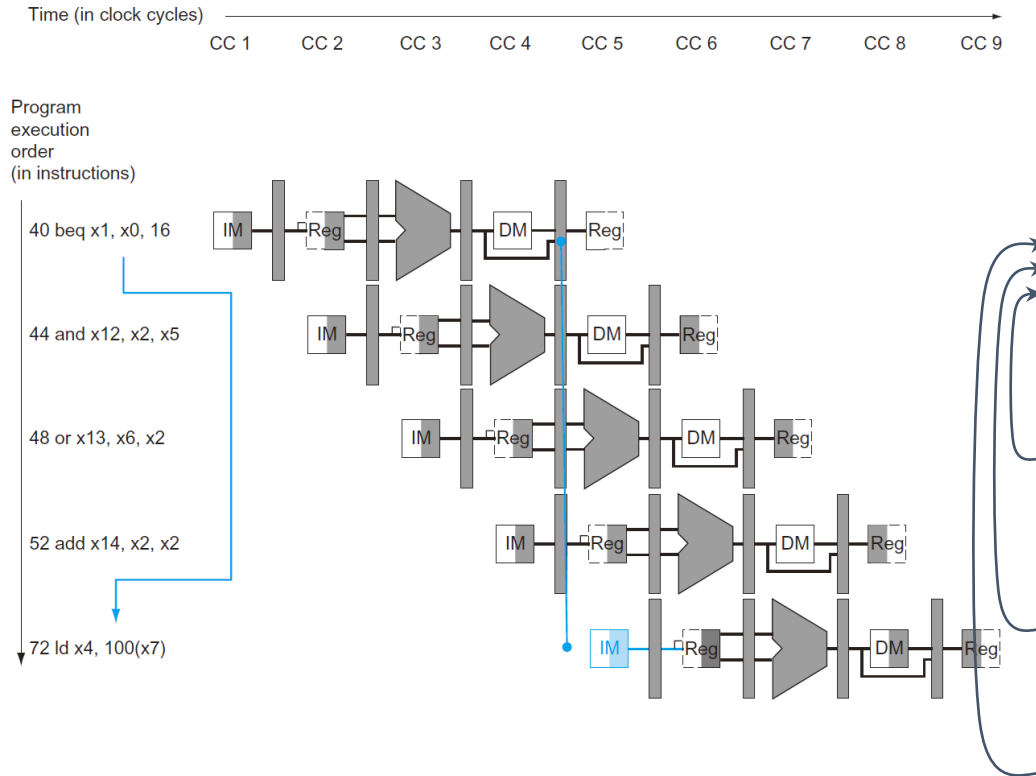 Time (in clock cycles)
CC 1 CC 2 CC 3 CC 4 CC 5 CC 6 CC 7 CC 8 CC 9
Program
execution
order
(in instructions)
40 beq x1, x0, 16 IM Reg DM Reg
44 and x12, x2, x5 IM Reg DM Reg
48 or x13, x6, x2 IM Reg DM Reg
52 add x14, x2, x2 IM Reg DM Reg
72 ld x4, 100(x7) IM Reg DM Reg